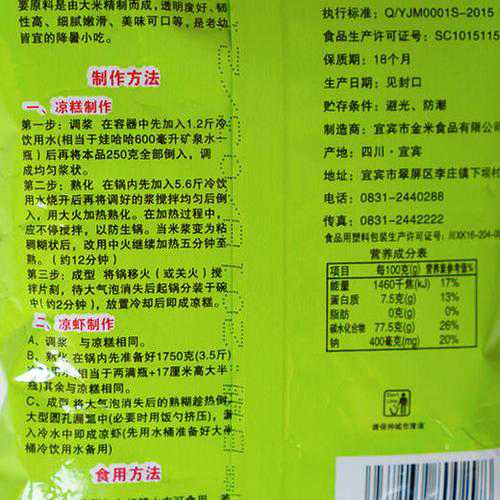 要原料是由大米精制而成,透明度好、韧
性高、细腻嫩滑、美味可口等,是老幼
皆宜的降暑小吃。
制作方法
一、凉糕制作
第一步:调浆 在容器中先加入1.2斤冷
饮用水(相当于娃哈哈600毫升矿泉水一
瓶)后再将本品250克全部倒入,调
成均匀浆状。
第二步:熟化 在锅内先加入5.6斤冷饮
用水烧开后再将调好的浆搅拌均匀后倒
入,用大火加热熟化。在加热过程中,
应不停搅拌,以防生锅。当米浆变为粘
稠糊状后,改用中火继续加热五分钟至
熟。(约12分钟)
第三步:成型 将锅移火(或关火)搅
拌片刻,待大气泡消失后起锅分装于碗
中(约2分钟),放置冷却后即成凉糕。
二、凉虾制作
A、调浆 与凉糕相同。
B、熟化 在锅内先准备好1750克(3.5斤)
相当于两满瓶+17厘米高大半
瓶)其余与凉糕相同。
C、成型 将大气泡消失后的熟糊趁热倒
大型圆孔漏瓢中(必要时用饭勺挤压),漏
入冷水中即成凉虾(先用水桶准备好大半
桶冷饮用水备用)
食用方法
执行标准:Q/YJM0001S-2015
食品生产许可证号:SC1015115
保质期:18个月
生产日期:见封口
贮存条件:避光、防潮
制造商:宜宾市金米食品有限公司
产地:四川·宜宾
地址:宜宾市翠屏区李庄镇下坝村
电话:0831-2440288
传真:0831-2442222
食品用塑料包装生产许可证号:川XK16-204-00
营养成分表
项目 每100克(g) 营养素参考值%
能量 1460千焦(kJ) 17%
蛋白质 7.5克(g) 13%
脂肪 0克(g) 0%
碳水化合物 77.5克(g) 26%
钠 400毫克(mg) 20%
请保持城市清洁